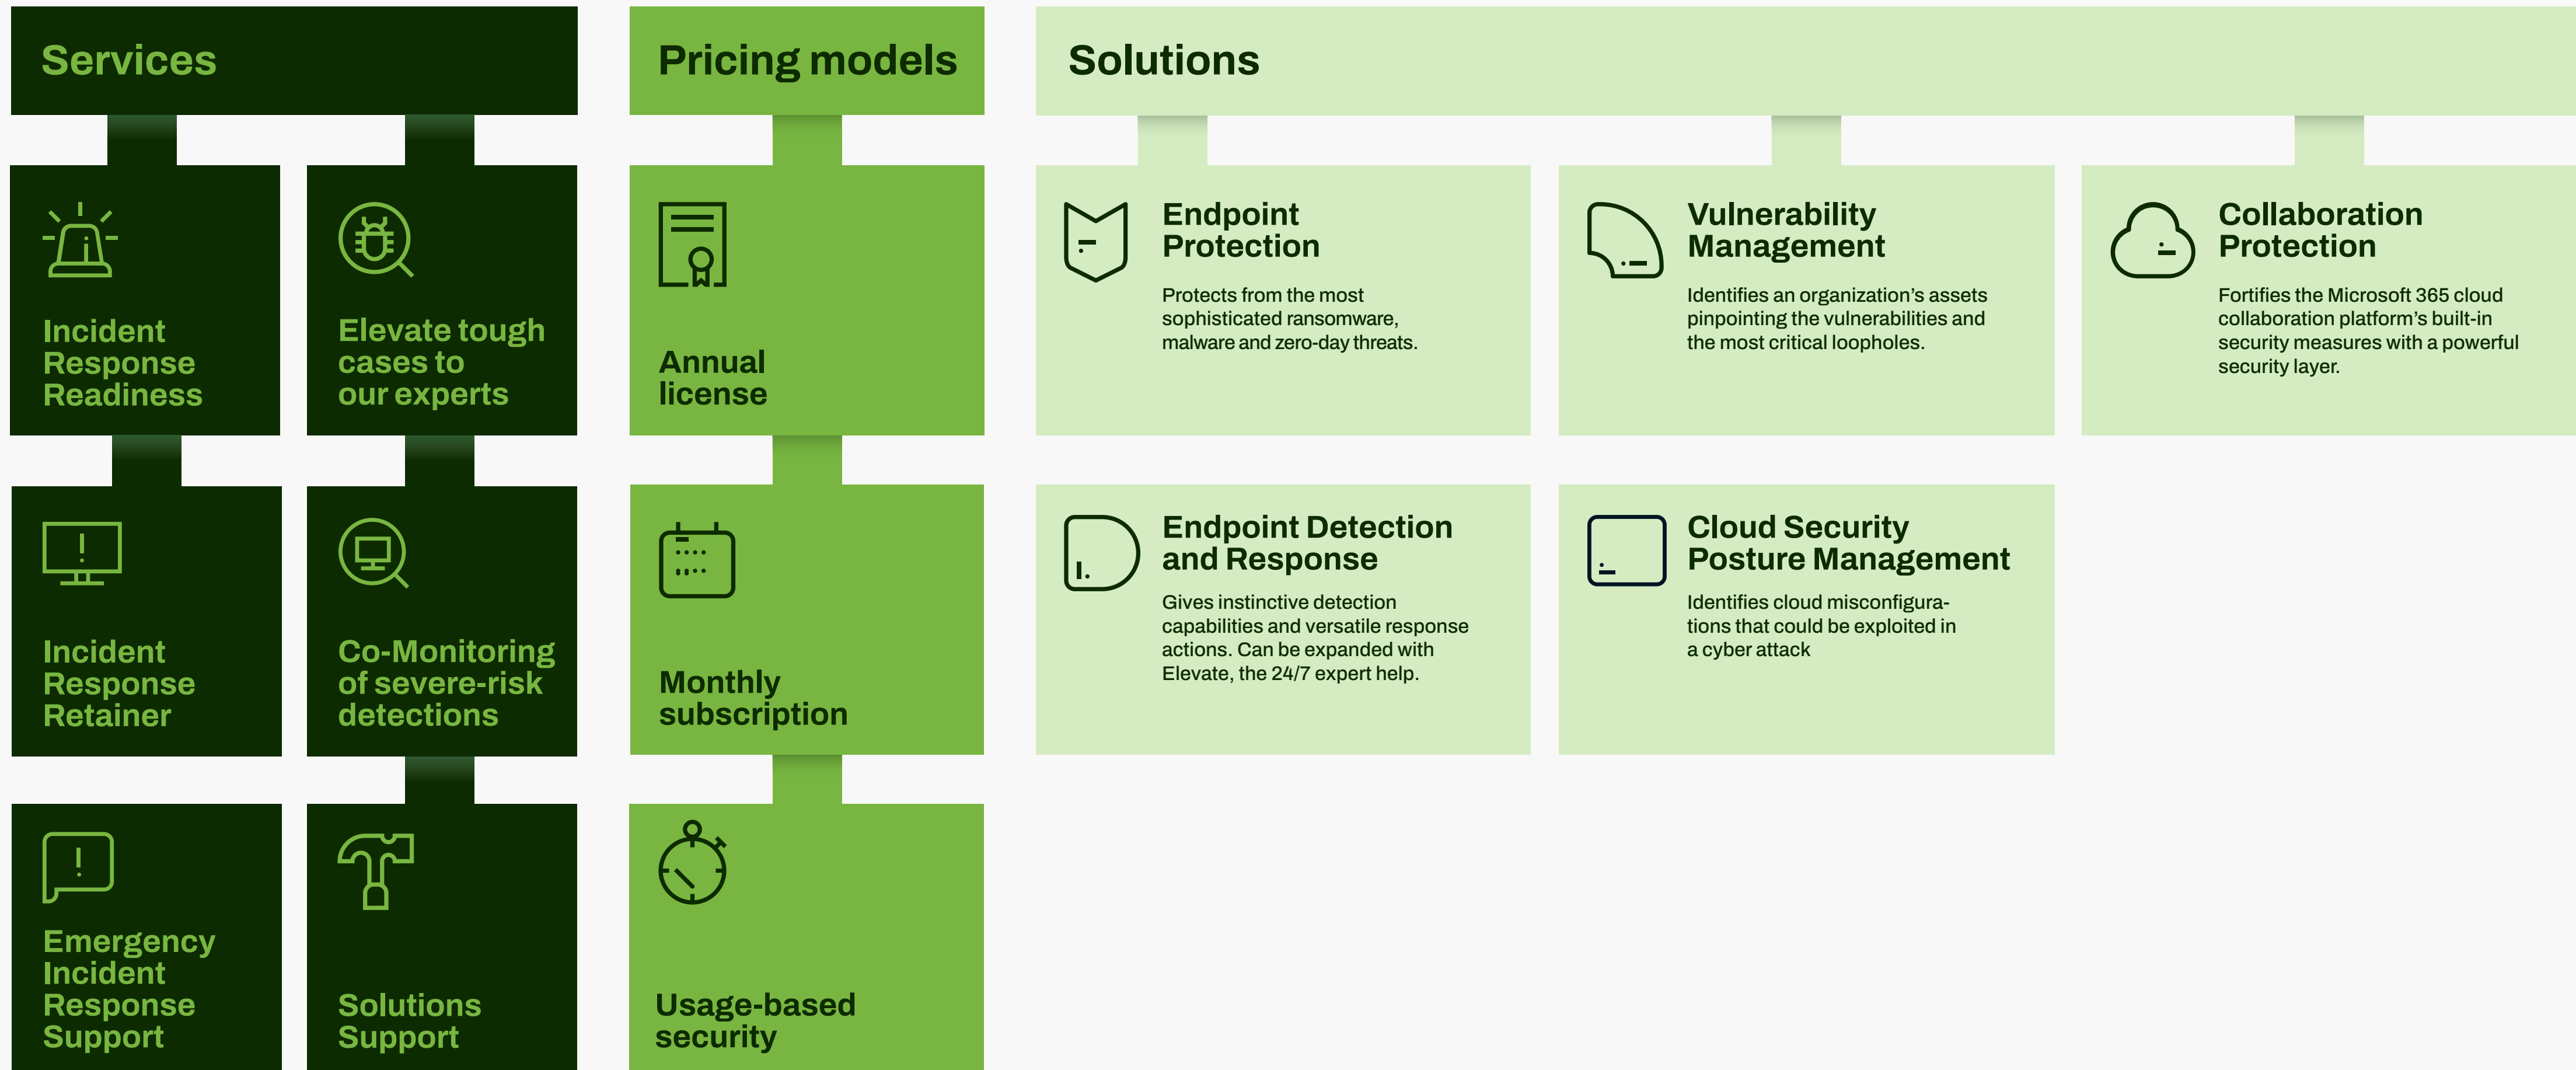 Services
Incident
Response
Readiness
Elevate tough
cases to
our experts
Incident
Response
Retainer
Co-Monitoring
of severe-risk
detections
Emergency
Incident
Response
Support
Solutions
Support
Pricing models
Annual
license
Monthly
subscription
Usage-based
security
Solutions
Endpoint
Protection
Protects from the most
sophisticated ransomware,
malware and zero-day threats.
Vulnerability
Management
Identifies an organization’s assets
pinpointing the vulnerabilities and
the most critical loopholes.
Collaboration
Protection
Fortifies the Microsoft 365 cloud
collaboration platform’s built-in
security measures with a powerful
security layer.
Endpoint Detection
and Response
Gives instinctive detection
capabilities and versatile response
actions. Can be expanded with
Elevate, the 24/7 expert help.
Cloud Security
Posture Management
Identifies cloud misconfigura-
tions that could be exploited in
a cyber attack